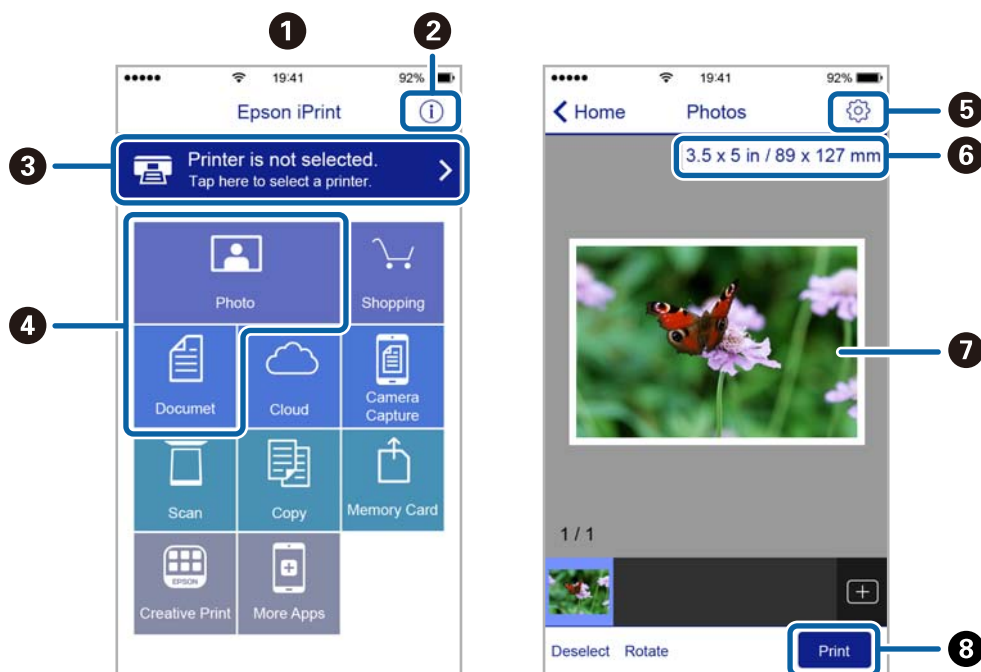 1
2
19:41
92%
Epson iPrint
i
3
Printer is not selected.
Tap here to select a printer.
4
Photo
Shopping
Documet
Cloud
Camera
Capture
Scan
Copy
Memory Card
EPSON
Creative Print
More Apps
19:41
92%
Home
Photos
5
3.5 x 5 in / 89 x 127 mm
6
7
1 / 1
Deselect
Rotate
Print
8